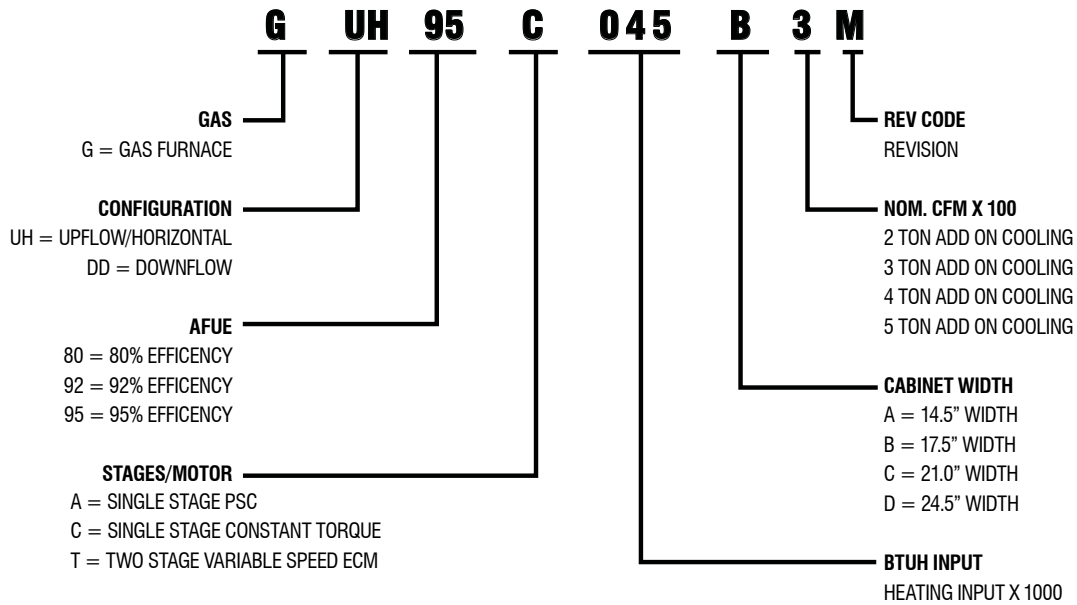 G UH 95 C 045 B 3 M
GAS
G = GAS FURNACE
CONFIGURATION
UH = UPFLOW/HORIZONTAL
DD = DOWNFLOW
AFUE
80 = 80% EFFICENCY
92 = 92% EFFICENCY
95 = 95% EFFICENCY
STAGES/MOTOR
A = SINGLE STAGE PSC
C = SINGLE STAGE CONSTANT TORQUE
T = TWO STAGE VARIABLE SPEED ECM
REV CODE
REVISION
NOM. CFM X 100
2 TON ADD ON COOLING
3 TON ADD ON COOLING
4 TON ADD ON COOLING
5 TON ADD ON COOLING
CABINET WIDTH
A = 14.5” WIDTH
B = 17.5” WIDTH
C = 21.0” WIDTH
D = 24.5” WIDTH
BTUH INPUT
HEATING INPUT X 1000